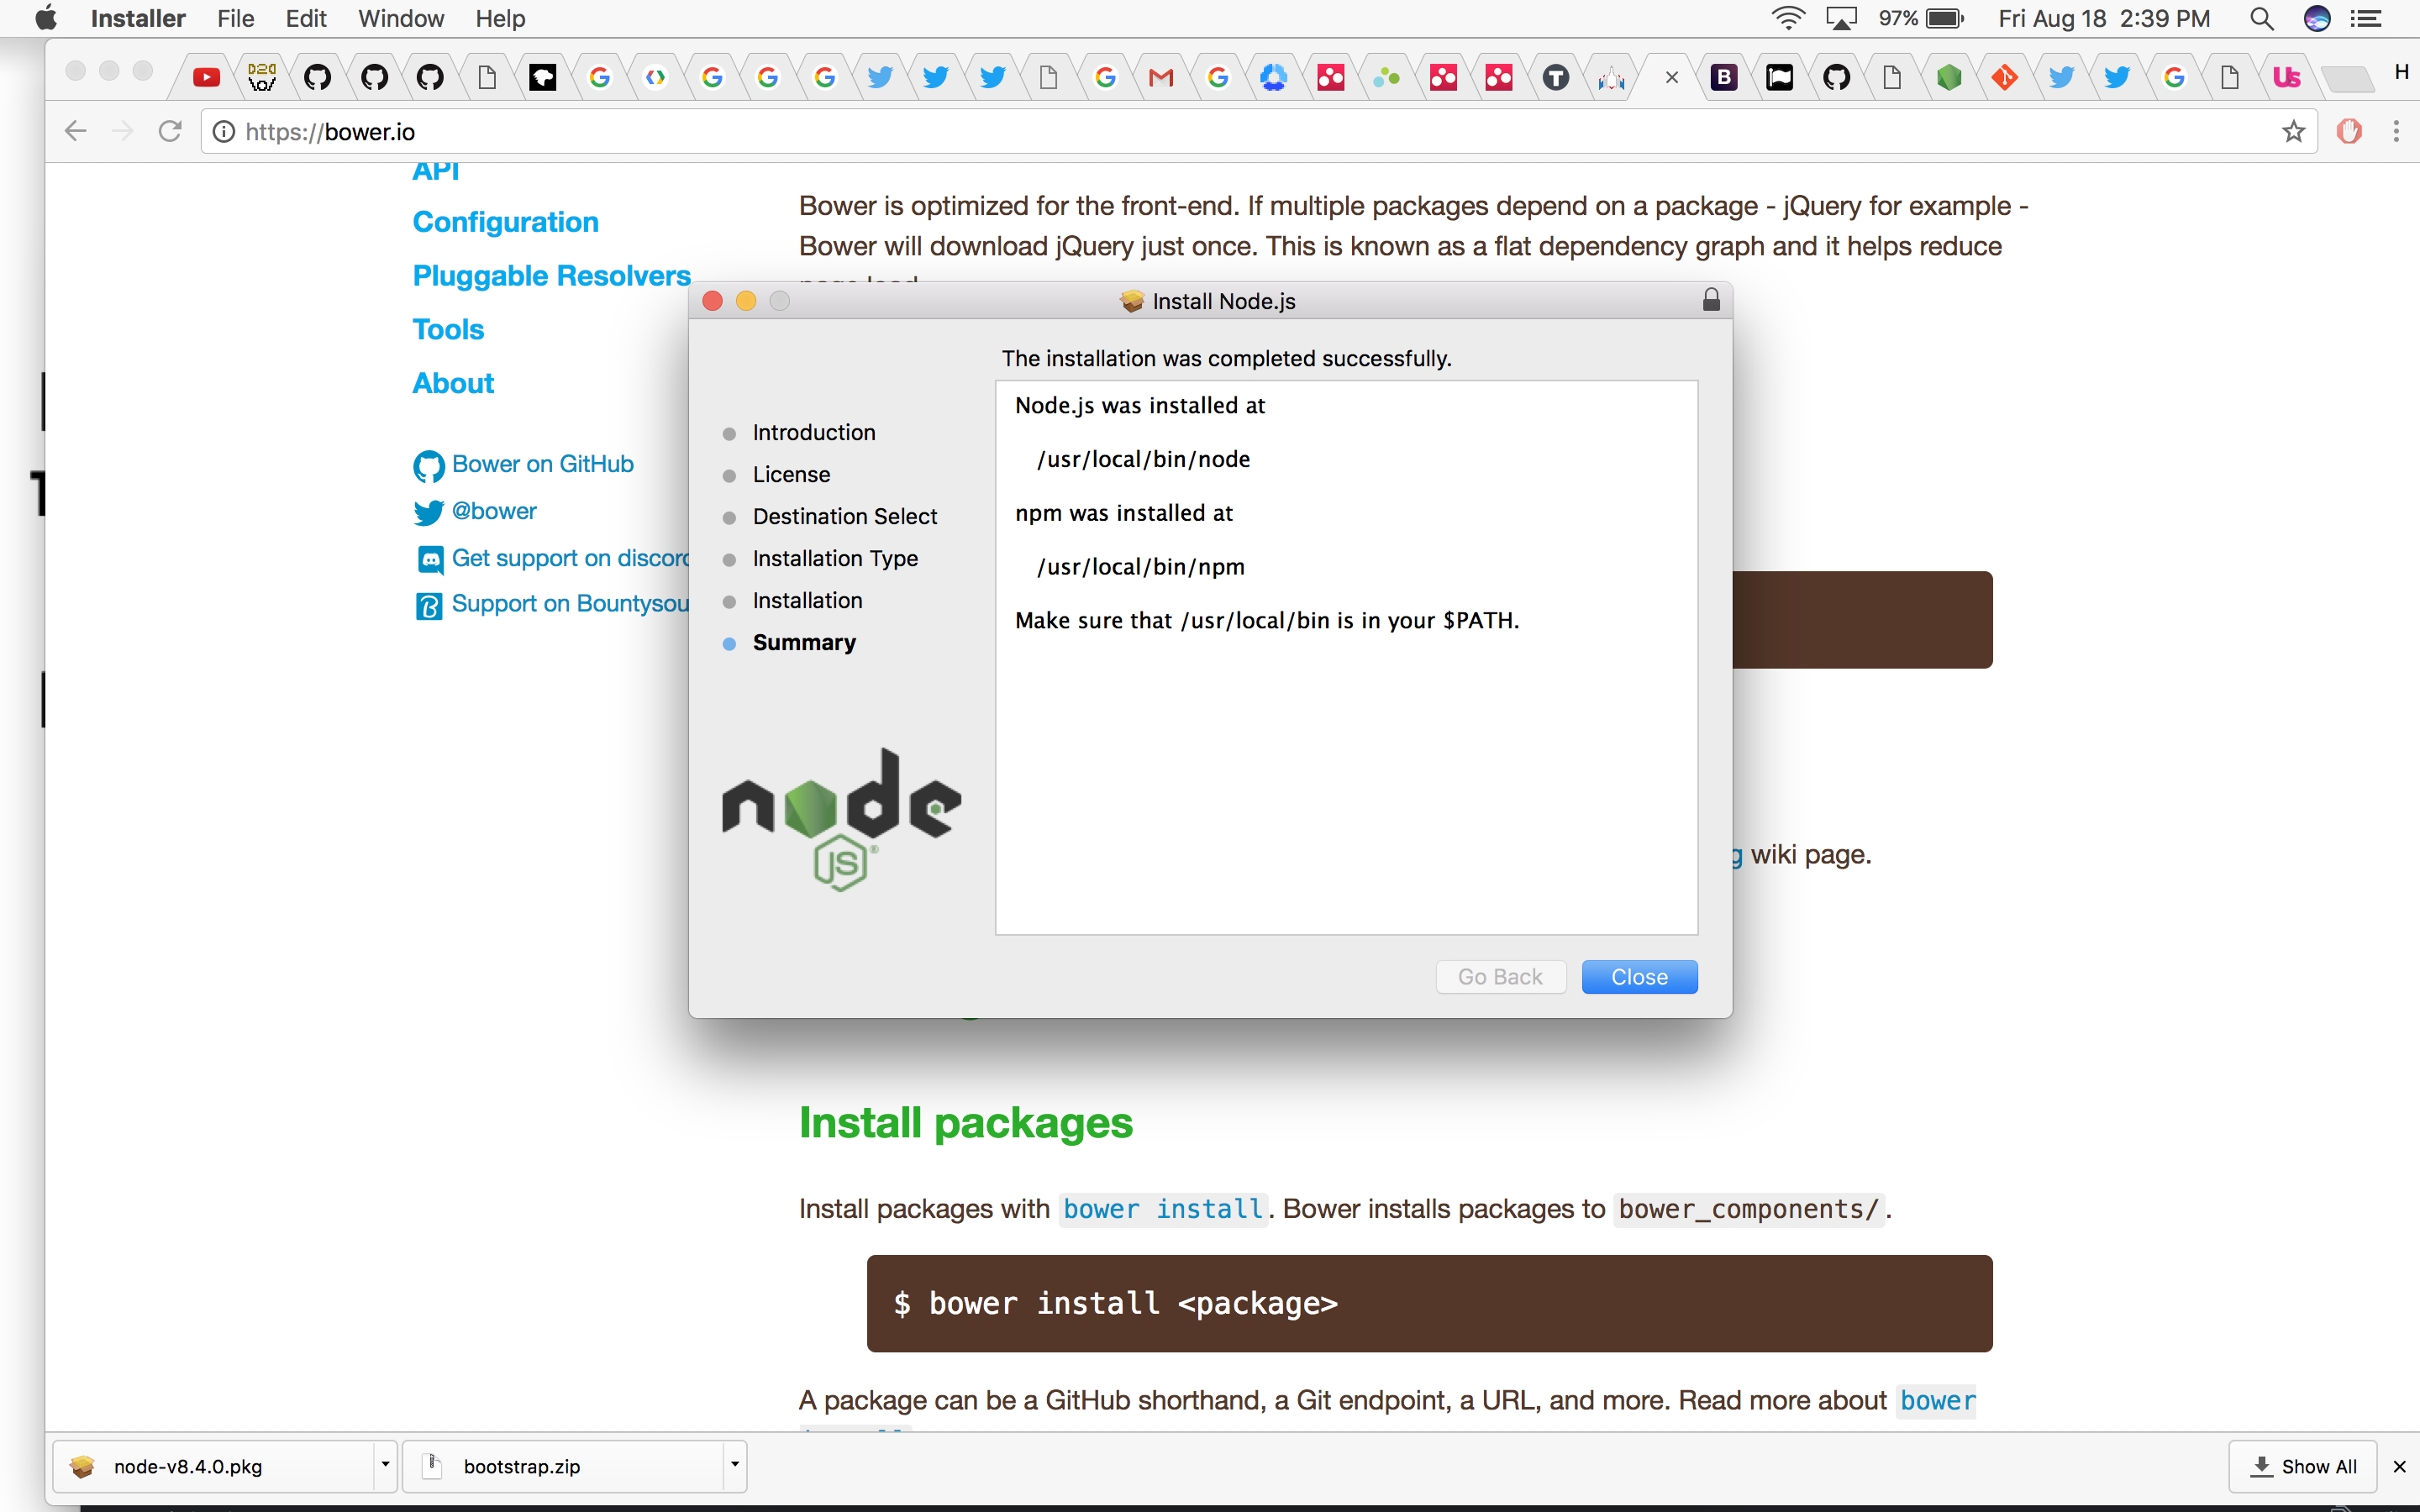 Installer File Edit Window Help 97% Fri Aug 18 2:39 PM
H
https://bower.io
API
Configuration
Pluggable Resolvers
Tools
About
Bower on GitHub
@bower
Get support on discord
Support on Bountysou
Bower is optimized for the front-end. If multiple packages depend on a package - jQuery for example -
Bower will download jQuery just once. This is known as a flat dependency graph and it helps reduce
page load.
Install Node.js
The installation was completed successfully.
Introduction
License
Destination Select
Installation Type
Installation
Summary
node
JS
Node.js was installed at
/usr/local/bin/node
npm was installed at
/usr/local/bin/npm
Make sure that /usr/local/bin is in your $PATH.
Go Back Close
g wiki page.
Install packages
Install packages with bower install. Bower installs packages to bower_components/.
$ bower install <package>
A package can be a GitHub shorthand, a Git endpoint, a URL, and more. Read more about bower
node-v8.4.0.pkg bootstrap.zip Show All